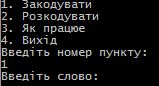 1. Закодувати
2. Розкодувати
3. Як працює
4. Вихід
Введіть номер пункту:
1
Введіть слово: